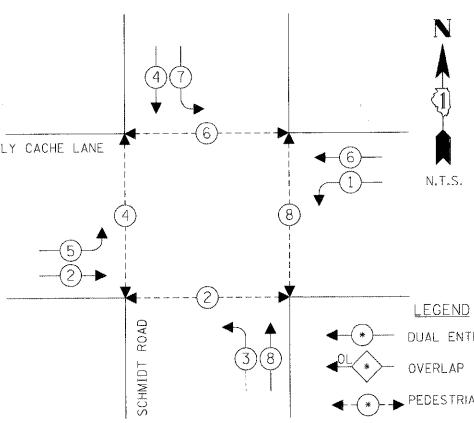 N
4 7
1
6
LY CACHE LANE
6
1
N.T.S.
4
8
5
2
2
LEGEND
* DUAL ENT
SCHMIDT ROAD
OL
* OVERLAP
3 8
* PEDESTRIA